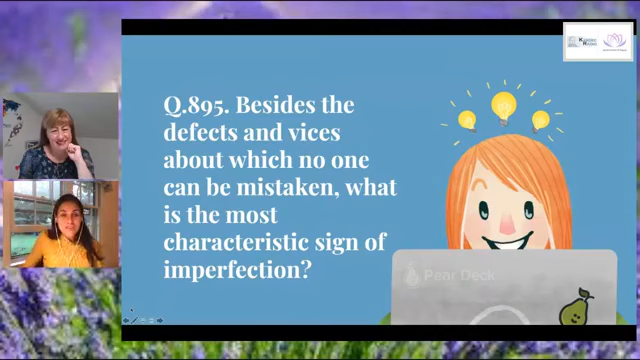 Q.895. Besides the
defects and vices
about which no one
can be mistaken, what
is the most
characteristic sign of
imperfection?
Pear Deck